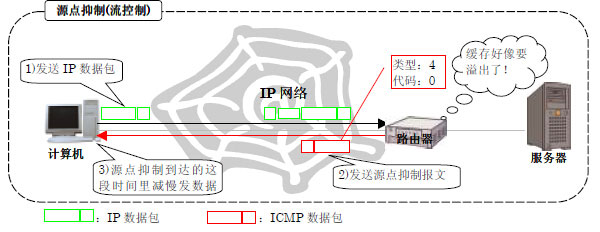 源点抑制(流控制)
1)发送 IP 数据包
类型：4
代码：0
缓存好像要
溢出了！
IP 网络
计算机
路由器
服务器
3)源点抑制到达的这
段时间里减慢发数据
2)发送源点抑制报文
：IP 数据包
：ICMP 数据包